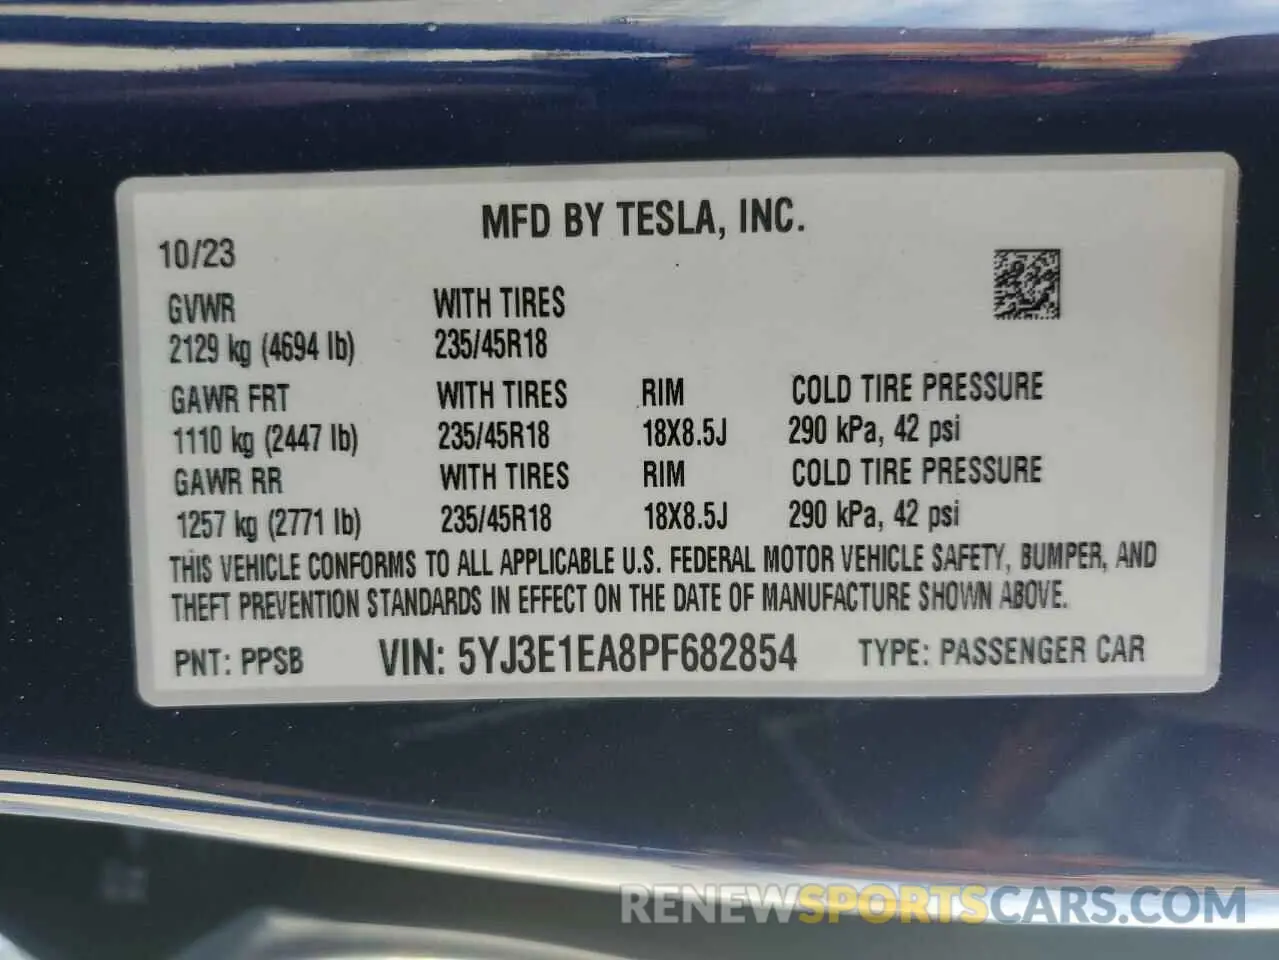 MFD BY TESLA, INC.
10/23
GVWR WITH TIRES
2129 kg (4694 lb) 235/45R18
GAWR FRT WITH TIRES RIM COLD TIRE PRESSURE
1110 kg (2447 lb) 235/45R18 18X8.5J 290 kPa, 42 psi
GAWR RR WITH TIRES RIM COLD TIRE PRESSURE
1257 kg (2771 lb) 235/45R18 18X8.5J 290 kPa, 42 psi
THIS VEHICLE CONFORMS TO ALL APPLICABLE U.S. FEDERAL MOTOR VEHICLE SAFETY, BUMPER, AND
THEFT PREVENTION STANDARDS IN EFFECT ON THE DATE OF MANUFACTURE SHOWN ABOVE.
PNT: PPSB VIN: 5YJ3E1EA8PF682854 TYPE: PASSENGER CAR
RENEWSPORTSCARS.COM